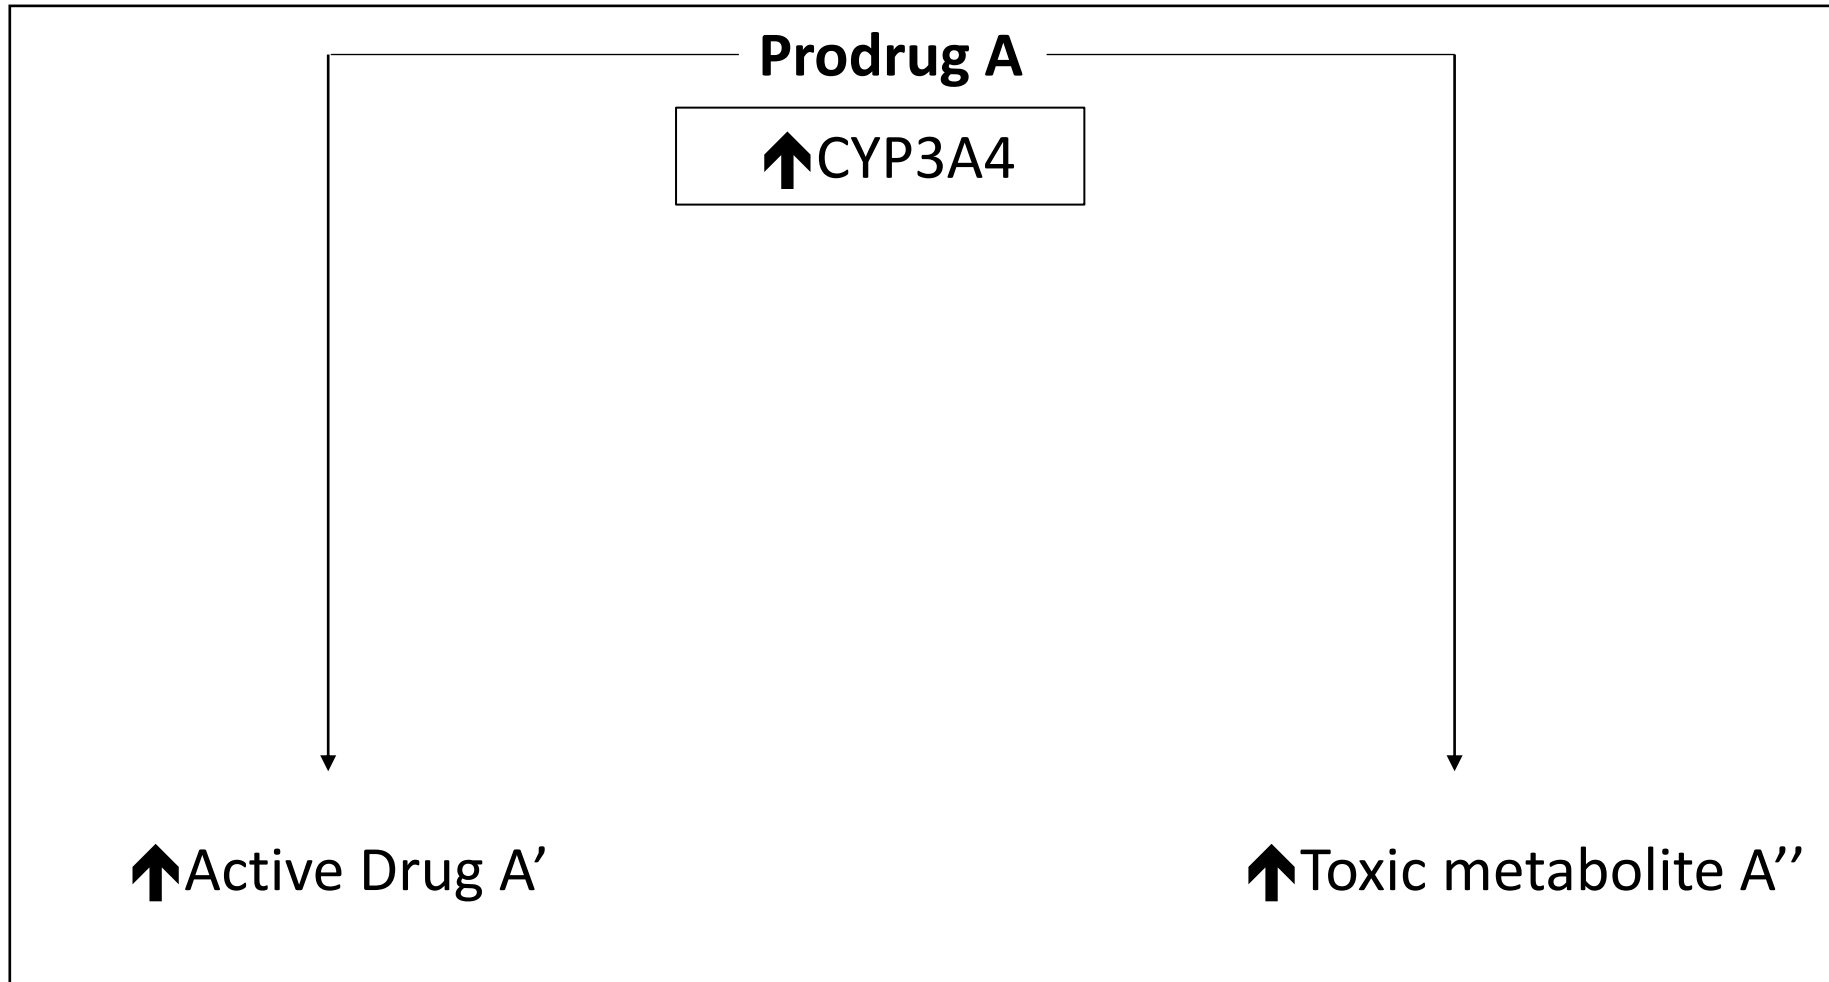 Prodrug A
🡅CYP3A4
🡅Active Drug A’
🡅Toxic metabolite A’’